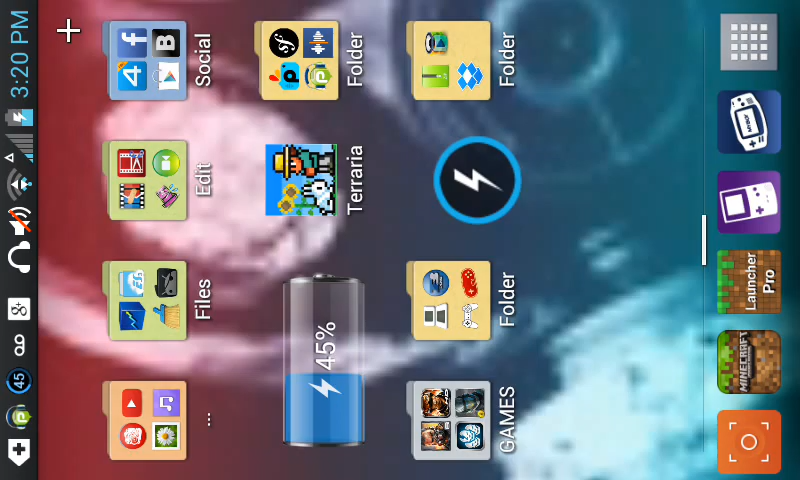 45 g+ 3:20 PM
... Files Edit Social
45% Terraria Folder
GAMES Folder Folder
MINECRAFT
Launcher
Pro